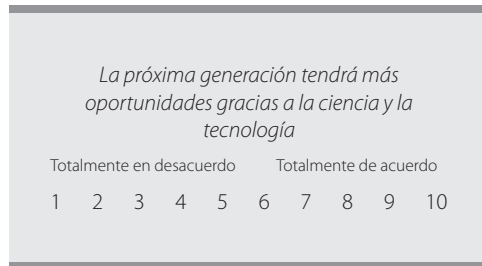 La próxima generación tendrá más
oportunidades gracias a la ciencia y la
tecnología
Totalmente en desacuerdo Totalmente de acuerdo
1 2 3 4 5 6 7 8 9 10